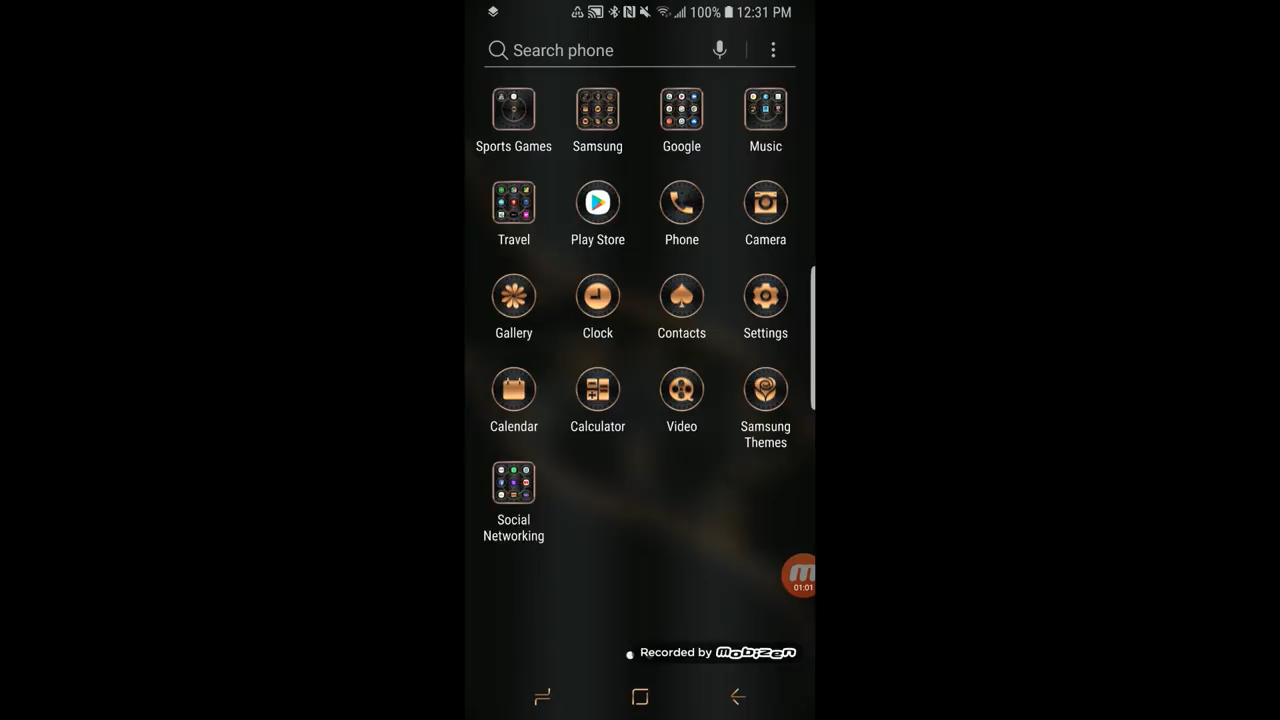 100% 12:31 PM
Search phone
Sports Games
Samsung
Google
Music
Travel
Play Store
Phone
Camera
Gallery
Clock
Contacts
Settings
Calendar
Calculator
Video
Samsung
Themes
Social
Networking
01:01
Recorded by mobizen